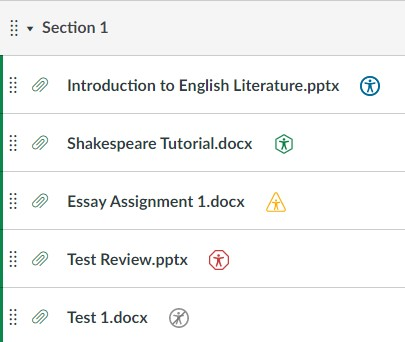 Section 1
Introduction to English Literature.pptx
Shakespeare Tutorial.docx
Essay Assignment 1.docx
Test Review.pptx
Test 1.docx